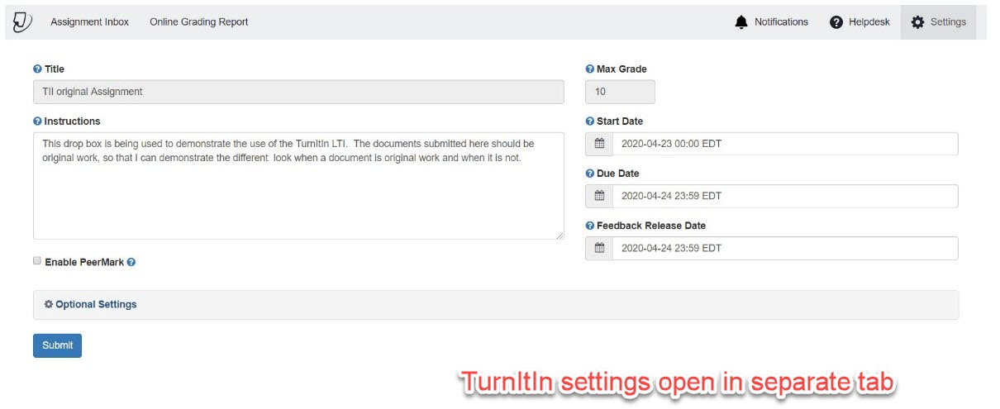 Assignment Inbox Online Grading Report Notifications Helpdesk Settings
Title
TII original Assignment
Instructions
This drop box is being used to demonstrate the use of the TurnItIn LTI.  The documents submitted here should be
original work, so that I can demonstrate the different  look when a document is original work and when it is not.
Enable PeerMark
Max Grade
10
Start Date
2020-04-23 00:00 EDT
Due Date
2020-04-24 23:59 EDT
Feedback Release Date
2020-04-24 23:59 EDT
Optional Settings
Submit
TurnItIn settings open in separate tab